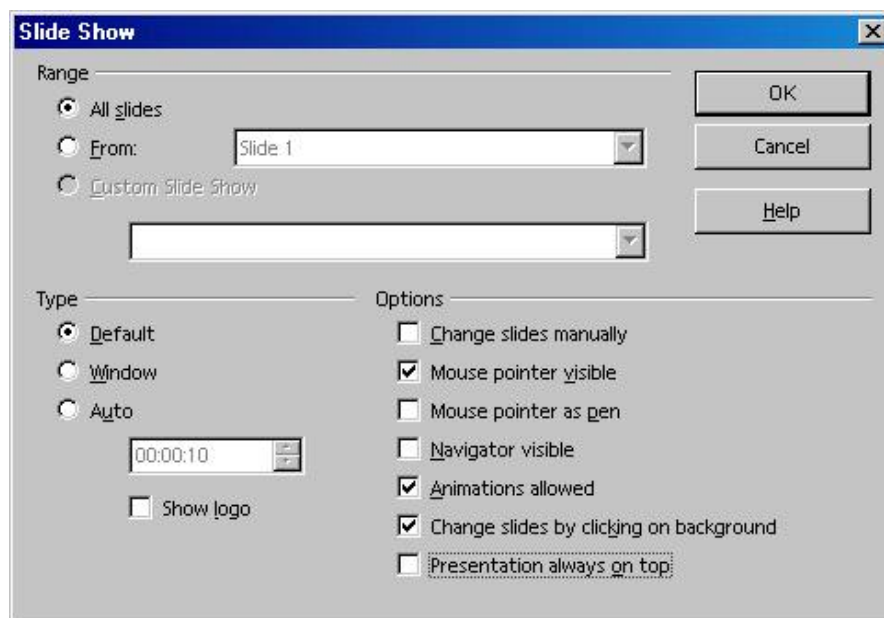 Slide Show
Range
All slides
From:
Slide 1
Custom Slide Show
OK
Cancel
Help
Type
Default
Window
Auto
00:00:10
Show logo
Options
Change slides manually
Mouse pointer visible
Mouse pointer as pen
Navigator visible
Animations allowed
Change slides by clicking on background
Presentation always on top